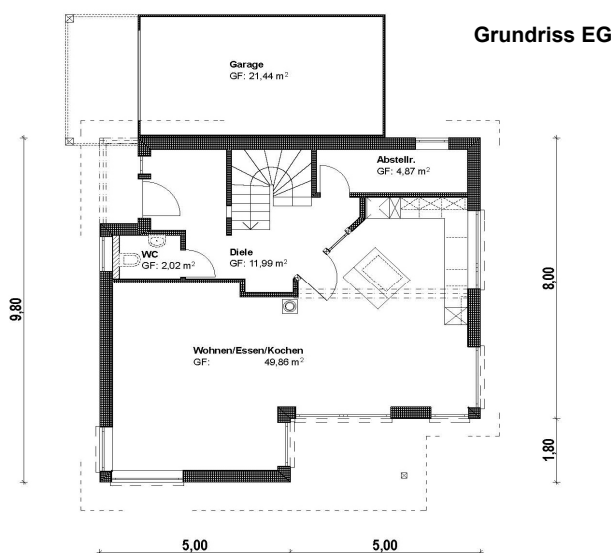 Grundriss EG
Garage
GF: 21,44 m²
Abstellr.
GF: 4,87 m²
WC
GF: 2,02 m²
Diele
GF: 11,99 m²
9,80
8,00
Wohnen/Essen/Kochen
GF: 49,86 m²
1,80
5,00
5,00